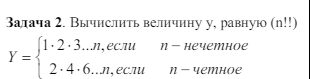 Задача 2. Вычислить величину y, равную (n!!)
Y = { 1·2·3...n, если n – нечетное
2·4·6...n, если n – четное